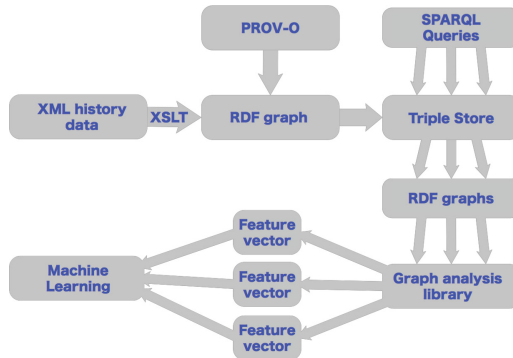 PROV-O
SPARQL
Queries
XML history
data
XSLT
RDF graph
Triple Store
RDF graphs
Feature
vector
Machine
Learning
Feature
vector
Graph analysis
library
Feature
vector